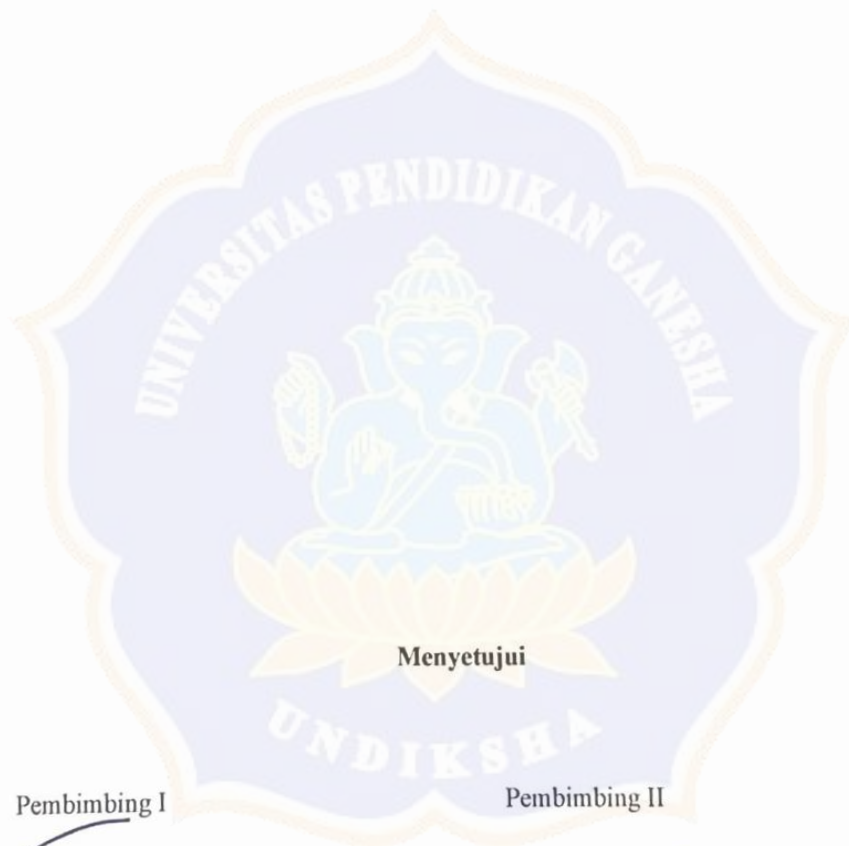 UNIVERSITAS PENDIDIKAN GANESHA
Menyetujui
UNDIKSHA
Pembimbing I
Pembimbing II